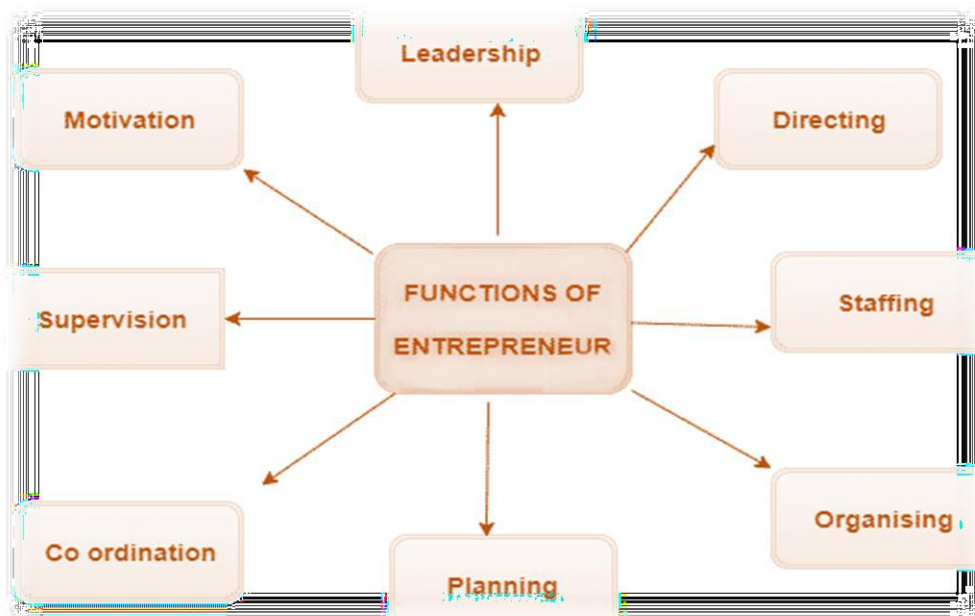 Leadership
Motivation
Directing
FUNCTIONS OF
ENTREPRENEUR
Supervision
Staffing
Organising
Co ordination
Planning